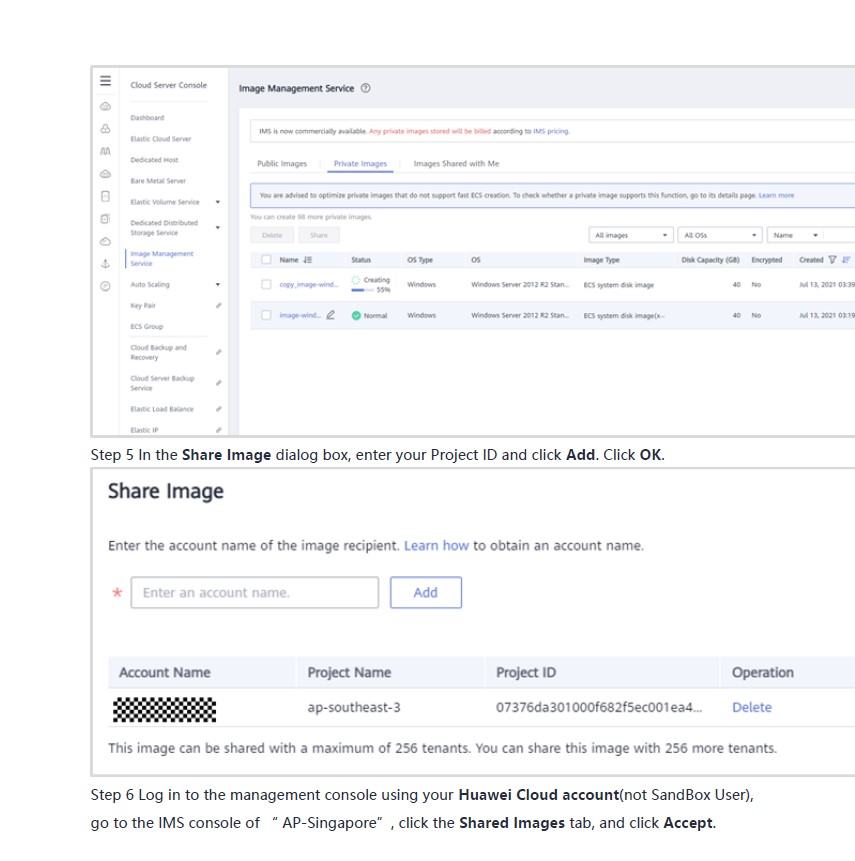 Cloud Server Console
Image Management Service
Dashboard
Elastic Cloud Server
Dedicated Host
Bare Metal Server
Elastic Volume Service
Dedicated Distributed
Storage Service
Image Management
Service
Auto Scaling
Key Pair
ECS Group
Cloud Backup and
Recovery
Cloud Server Backup
Service
Elastic Load Balance
Elastic IP
IMS is now commercially available. Any private images stored will be billed according to IMS pricing.
Public Images Private Images Images Shared with Me
You are advised to optimize private images that do not support fast ECS creation. To check whether a private image supports this function, go to its details page. Learn more
You can create 98 more private images.
Delete Share All images All OSs Name
Name Status OS Type OS Image Type Disk Capacity (GB) Encrypted Created
copy_image-wind... Creating 55% Windows Windows Server 2012 R2 Stan... ECS system disk image 40 No Jul 13, 2021 03:39
image-wind... Normal Windows Windows Server 2012 R2 Stan... ECS system disk image(x-- 40 No Jul 13, 2021 03:19
Step 5 In the Share Image dialog box, enter your Project ID and click Add. Click OK.
Share Image
Enter the account name of the image recipient. Learn how to obtain an account name.
* Enter an account name. Add
Account Name Project Name Project ID Operation
ap-southeast-3 07376da301000f682f5ec001ea4... Delete
This image can be shared with a maximum of 256 tenants. You can share this image with 256 more tenants.
Step 6 Log in to the management console using your Huawei Cloud account(not SandBox User),
go to the IMS console of “ AP-Singapore”, click the Shared Images tab, and click Accept.